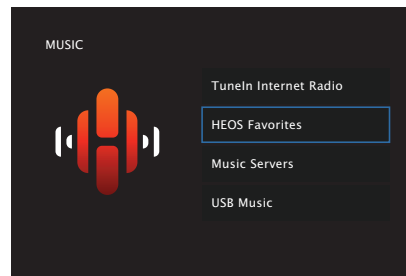 MUSIC
TuneIn Internet Radio
HEOS Favorites
Music Servers
USB Music